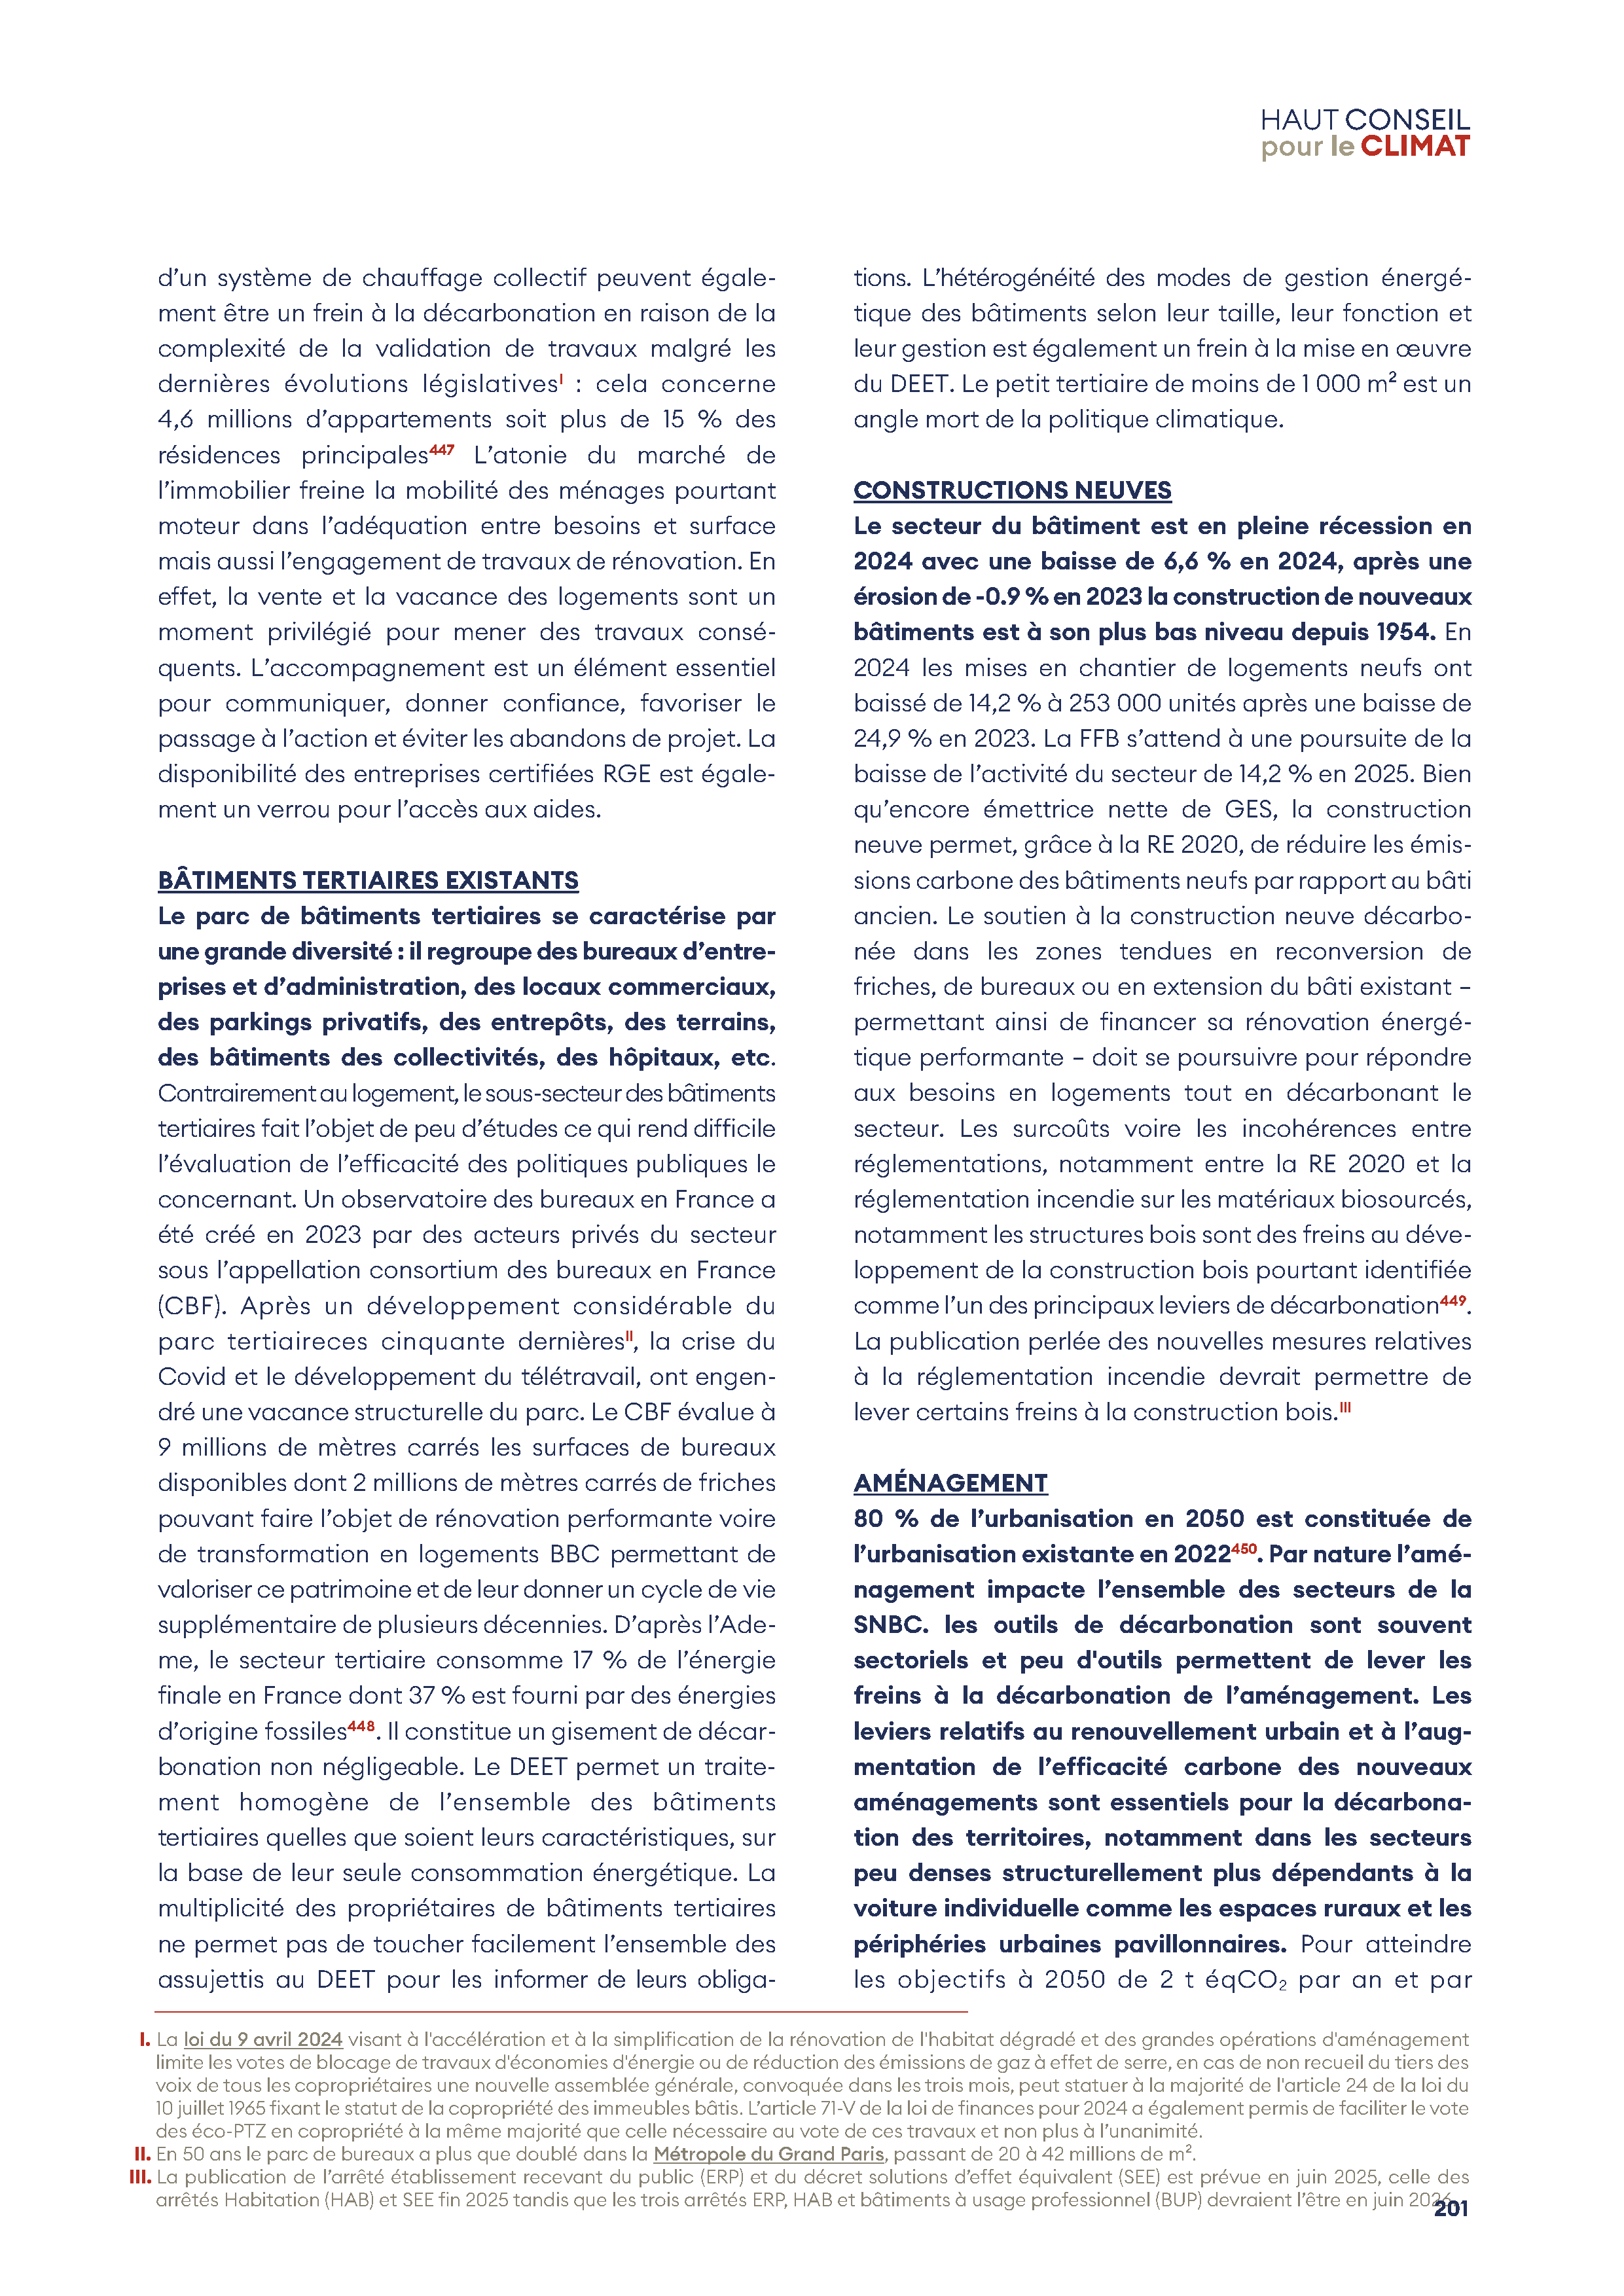 HAUT CONSEIL
pour le CLIMAT
d’un système de chauffage collectif peuvent égale-
ment être un frein à la décarbonation en raison de la
complexité de la validation de travaux malgré les
dernières évolutions législativesI : cela concerne
4,6 millions d’appartements soit plus de 15 % des
résidences principales447 L’atonie du marché de
l’immobilier freine la mobilité des ménages pourtant
moteur dans l’adéquation entre besoins et surface
mais aussi l’engagement de travaux de rénovation. En
effet, la vente et la vacance des logements sont un
moment privilégié pour mener des travaux consé-
quents. L’accompagnement est un élément essentiel
pour communiquer, donner confiance, favoriser le
passage à l’action et éviter les abandons de projet. La
disponibilité des entreprises certifiées RGE est égale-
ment un verrou pour l’accès aux aides.
BÂTIMENTS TERTIAIRES EXISTANTS
Le parc de bâtiments tertiaires se caractérise par
une grande diversité : il regroupe des bureaux d’entre-
prises et d’administration, des locaux commerciaux,
des parkings privatifs, des entrepôts, des terrains,
des bâtiments des collectivités, des hôpitaux, etc.
Contrairement au logement, le sous-secteur des bâtiments
tertiaires fait l’objet de peu d’études ce qui rend difficile
l’évaluation de l’efficacité des politiques publiques le
concernant. Un observatoire des bureaux en France a
été créé en 2023 par des acteurs privés du secteur
sous l’appellation consortium des bureaux en France
(CBF). Après un développement considérable du
parc tertiaireces cinquante dernièresII, la crise du
Covid et le développement du télétravail, ont engen-
dré une vacance structurelle du parc. Le CBF évalue à
9 millions de mètres carrés les surfaces de bureaux
disponibles dont 2 millions de mètres carrés de friches
pouvant faire l’objet de rénovation performante voire
de transformation en logements BBC permettant de
valoriser ce patrimoine et de leur donner un cycle de vie
supplémentaire de plusieurs décennies. D’après l’Ade-
me, le secteur tertiaire consomme 17 % de l’énergie
finale en France dont 37 % est fourni par des énergies
d’origine fossiles448. Il constitue un gisement de décar-
bonation non négligeable. Le DEET permet un traite-
ment homogène de l’ensemble des bâtiments
tertiaires quelles que soient leurs caractéristiques, sur
la base de leur seule consommation énergétique. La
multiplicité des propriétaires de bâtiments tertiaires
ne permet pas de toucher facilement l’ensemble des
assujettis au DEET pour les informer de leurs obliga-
tions. L’hétérogénéité des modes de gestion énergé-
tique des bâtiments selon leur taille, leur fonction et
leur gestion est également un frein à la mise en œuvre
du DEET. Le petit tertiaire de moins de 1 000 m² est un
angle mort de la politique climatique.
CONSTRUCTIONS NEUVES
Le secteur du bâtiment est en pleine récession en
2024 avec une baisse de 6,6 % en 2024, après une
érosion de -0.9 % en 2023 la construction de nouveaux
bâtiments est à son plus bas niveau depuis 1954. En
2024 les mises en chantier de logements neufs ont
baissé de 14,2 % à 253 000 unités après une baisse de
24,9 % en 2023. La FFB s’attend à une poursuite de la
baisse de l’activité du secteur de 14,2 % en 2025. Bien
qu’encore émettrice nette de GES, la construction
neuve permet, grâce à la RE 2020, de réduire les émis-
sions carbone des bâtiments neufs par rapport au bâti
ancien. Le soutien à la construction neuve décarbo-
née dans les zones tendues en reconversion de
friches, de bureaux ou en extension du bâti existant –
permettant ainsi de financer sa rénovation énergé-
tique performante – doit se poursuivre pour répondre
aux besoins en logements tout en décarbonant le
secteur. Les surcoûts voire les incohérences entre
réglementations, notamment entre la RE 2020 et la
réglementation incendie sur les matériaux biosourcés,
notamment les structures bois sont des freins au déve-
loppement de la construction bois pourtant identifiée
comme l’un des principaux leviers de décarbonation449.
La publication perlée des nouvelles mesures relatives
à la réglementation incendie devrait permettre de
lever certains freins à la construction bois.III
AMÉNAGEMENT
80 % de l’urbanisation en 2050 est constituée de
l’urbanisation existante en 2022450. Par nature l’amé-
nagement impacte l’ensemble des secteurs de la
SNBC. les outils de décarbonation sont souvent
sectoriels et peu d'outils permettent de lever les
freins à la décarbonation de l’aménagement. Les
leviers relatifs au renouvellement urbain et à l’aug-
mentation de l’efficacité carbone des nouveaux
aménagements sont essentiels pour la décarbona-
tion des territoires, notamment dans les secteurs
peu denses structurellement plus dépendants à la
voiture individuelle comme les espaces ruraux et les
périphéries urbaines pavillonnaires. Pour atteindre
les objectifs à 2050 de 2 t éqCO₂ par an et par
I. La loi du 9 avril 2024 visant à l'accélération et à la simplification de la rénovation de l'habitat dégradé et des grandes opérations d'aménagement
limite les votes de blocage de travaux d'économies d'énergie ou de réduction des émissions de gaz à effet de serre, en cas de non recueil du tiers des
voix de tous les copropriétaires une nouvelle assemblée générale, convoquée dans les trois mois, peut statuer à la majorité de l'article 24 de la loi du
10 juillet 1965 fixant le statut de la copropriété des immeubles bâtis. L’article 71-V de la loi de finances pour 2024 a également permis de faciliter le vote
des éco-PTZ en copropriété à la même majorité que celle nécessaire au vote de ces travaux et non plus à l’unanimité.
II. En 50 ans le parc de bureaux a plus que doublé dans la Métropole du Grand Paris, passant de 20 à 42 millions de m².
III. La publication de l’arrêté établissement recevant du public (ERP) et du décret solutions d’effet équivalent (SEE) est prévue en juin 2025, celle des
arrêtés Habitation (HAB) et SEE fin 2025 tandis que les trois arrêtés ERP, HAB et bâtiments à usage professionnel (BUP) devraient l’être en juin 2026.
201